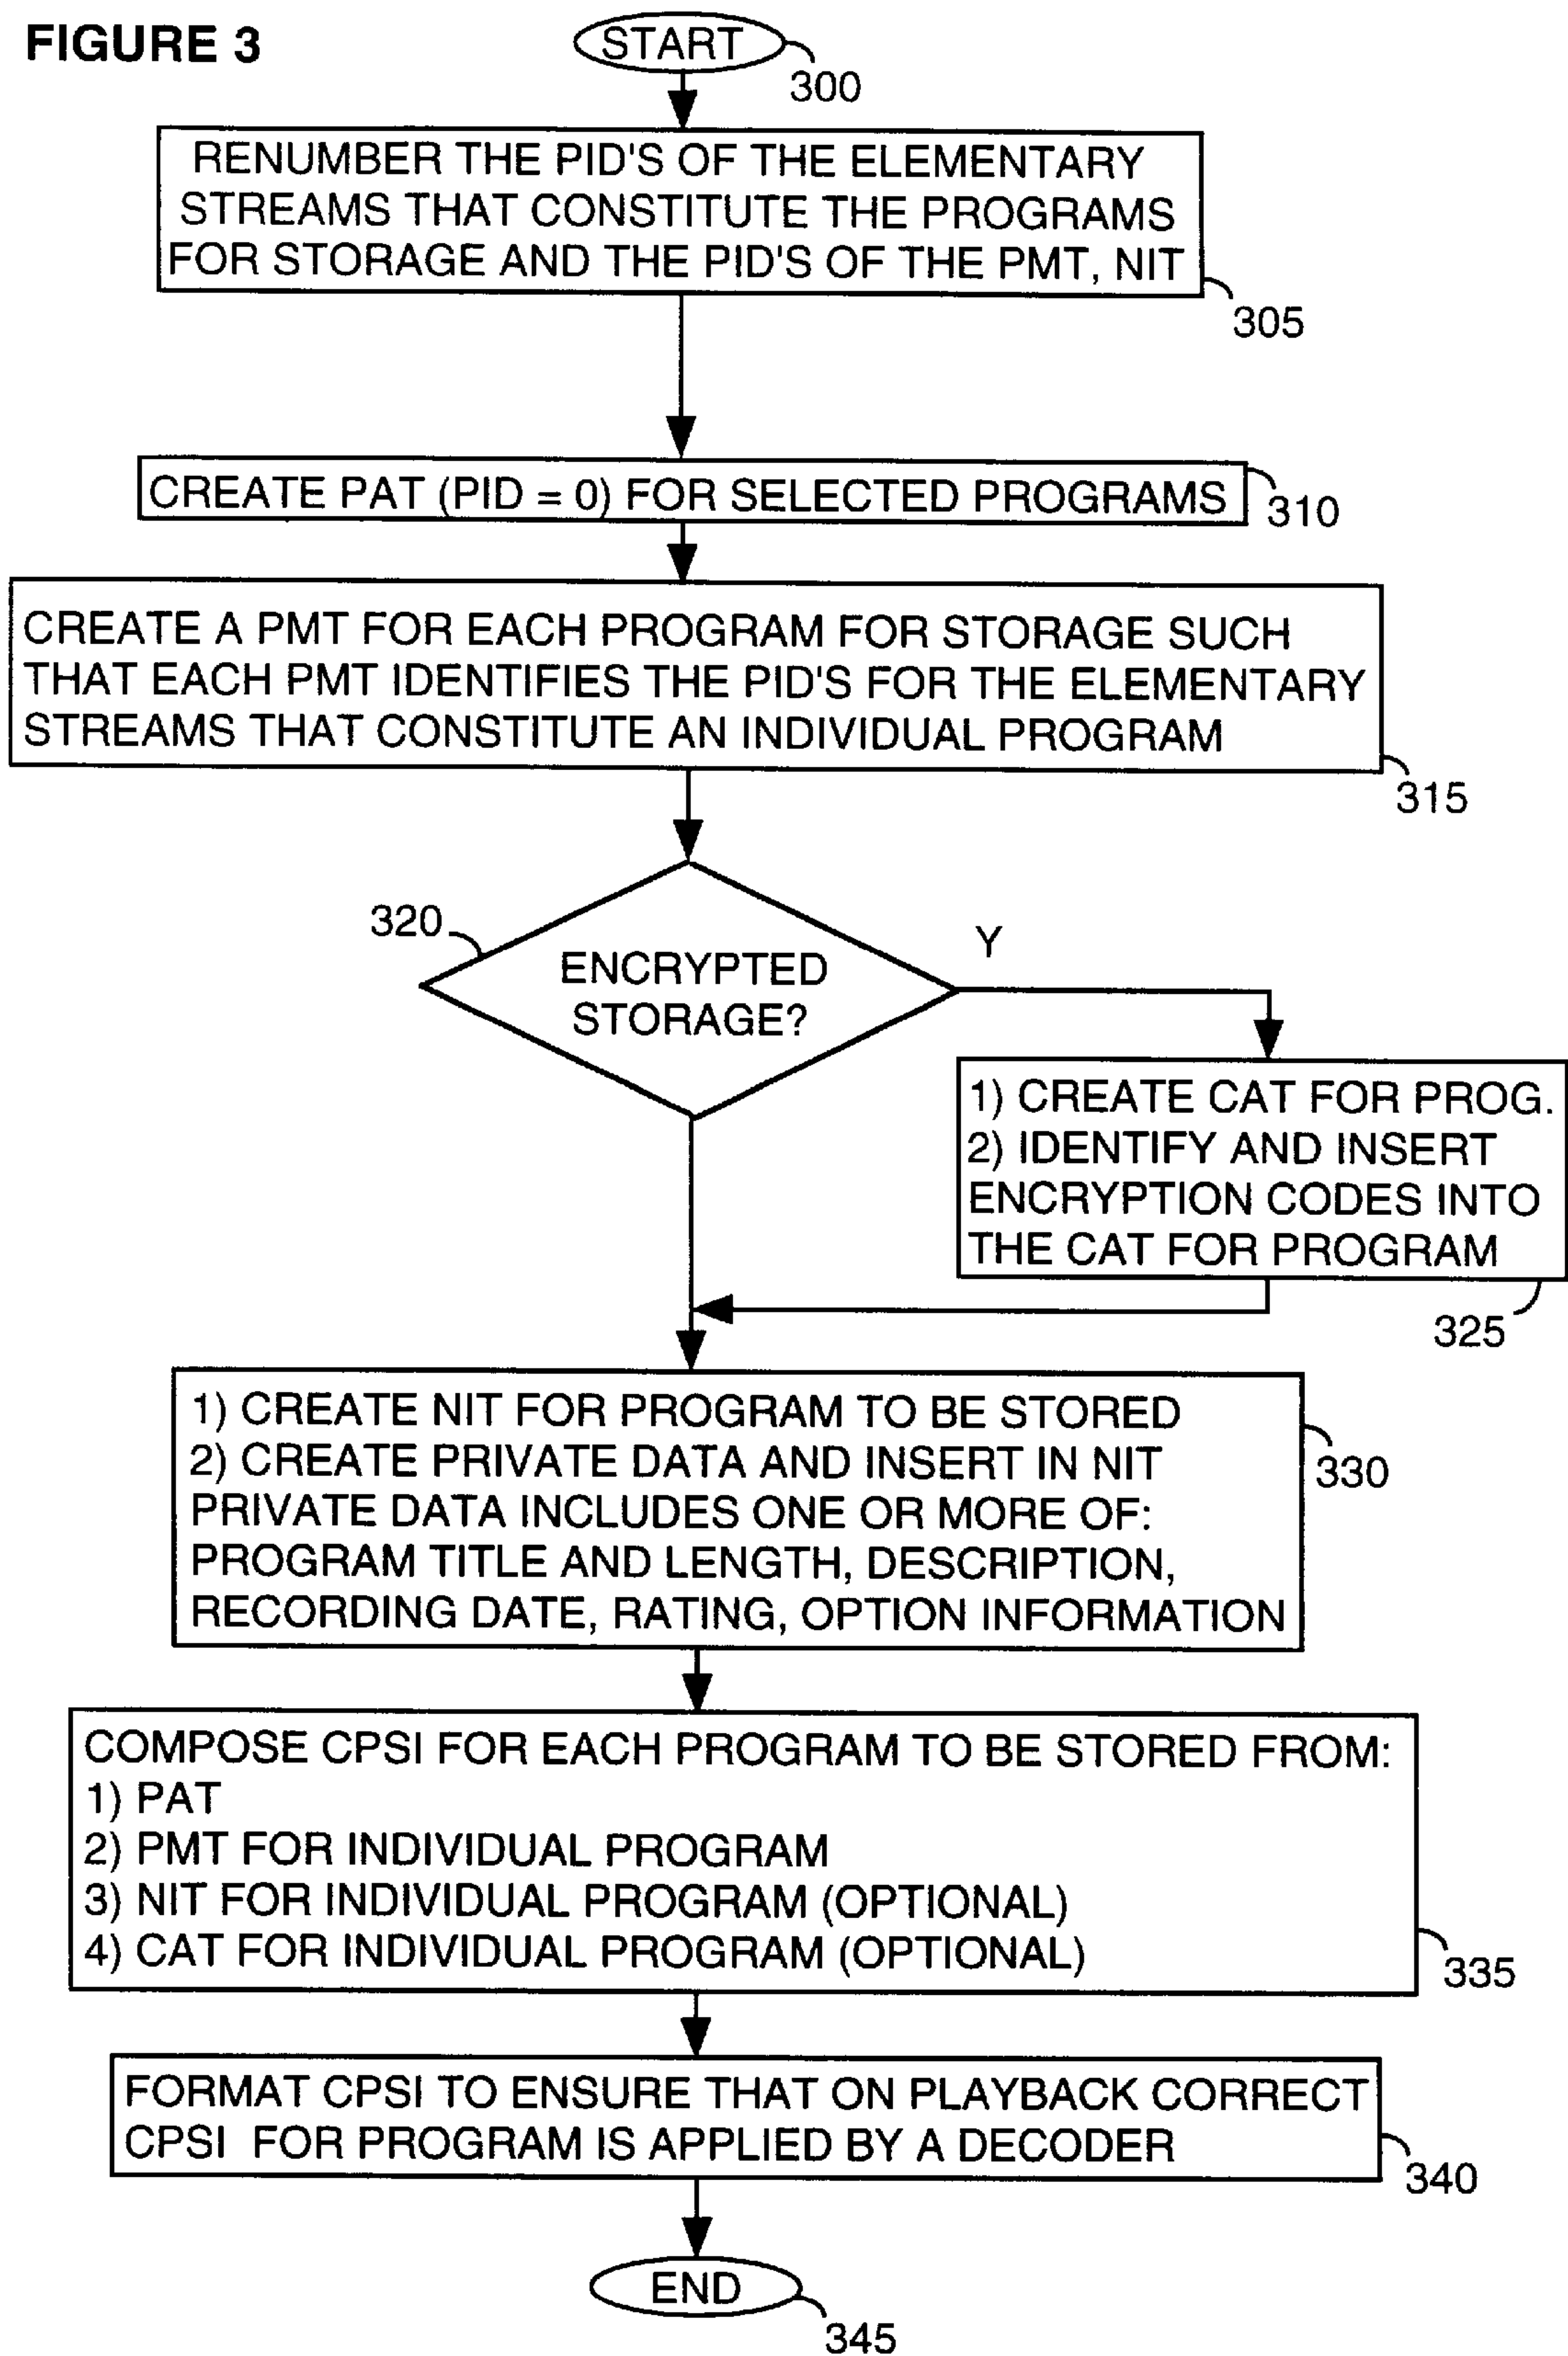 FIGURE 3
START
300
RENUMBER THE PID'S OF THE ELEMENTARY
STREAMS THAT CONSTITUTE THE PROGRAMS
FOR STORAGE AND THE PID'S OF THE PMT, NIT
305
CREATE PAT (PID = 0) FOR SELECTED PROGRAMS
310
CREATE A PMT FOR EACH PROGRAM FOR STORAGE SUCH
THAT EACH PMT IDENTIFIES THE PID'S FOR THE ELEMENTARY
STREAMS THAT CONSTITUTE AN INDIVIDUAL PROGRAM
315
320
ENCRYPTED
STORAGE?
Y
1) CREATE CAT FOR PROG.
2) IDENTIFY AND INSERT
ENCRYPTION CODES INTO
THE CAT FOR PROGRAM
325
1) CREATE NIT FOR PROGRAM TO BE STORED
2) CREATE PRIVATE DATA AND INSERT IN NIT
PRIVATE DATA INCLUDES ONE OR MORE OF:
PROGRAM TITLE AND LENGTH, DESCRIPTION,
RECORDING DATE, RATING, OPTION INFORMATION
330
COMPOSE CPSI FOR EACH PROGRAM TO BE STORED FROM:
1) PAT
2) PMT FOR INDIVIDUAL PROGRAM
3) NIT FOR INDIVIDUAL PROGRAM (OPTIONAL)
4) CAT FOR INDIVIDUAL PROGRAM (OPTIONAL)
335
FORMAT CPSI TO ENSURE THAT ON PLAYBACK CORRECT
CPSI FOR PROGRAM IS APPLIED BY A DECODER
340
END
345